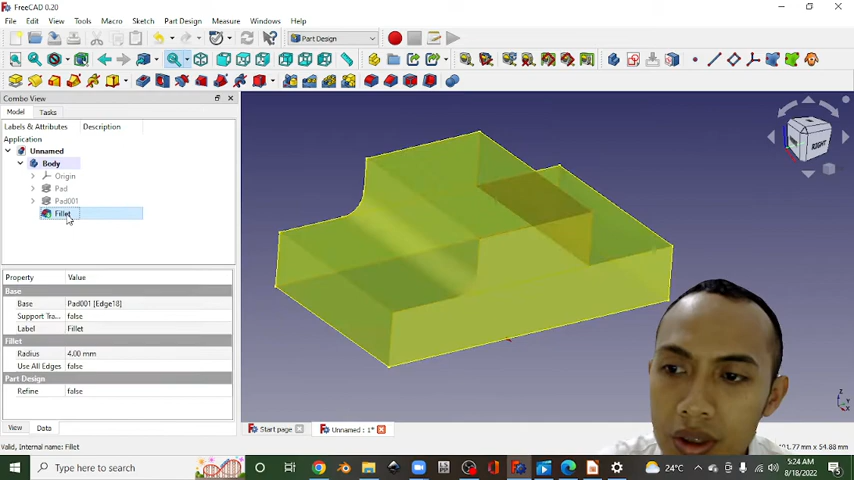 FreeCAD 0.20
File Edit View Tools Macro Sketch Part Design Measure Windows Help
Part Design
Combo View
Model Tasks
Labels & Attributes Description
Application
Unnamed
Body
Origin
Pad
Pad001
Fillet
RIGHT
Property Value
Base
Base Pad001 [Edge18]
Support Tra...
false
Label Fillet
Fillet
Radius 4.00 mm
Use All Edges false
Part Design
Refine false
View Data
Start page Unnamed : 1*
Valid, Internal name: Fillet
Z
Y
X
Type here to search
24°C
5:24 AM
8/18/2022